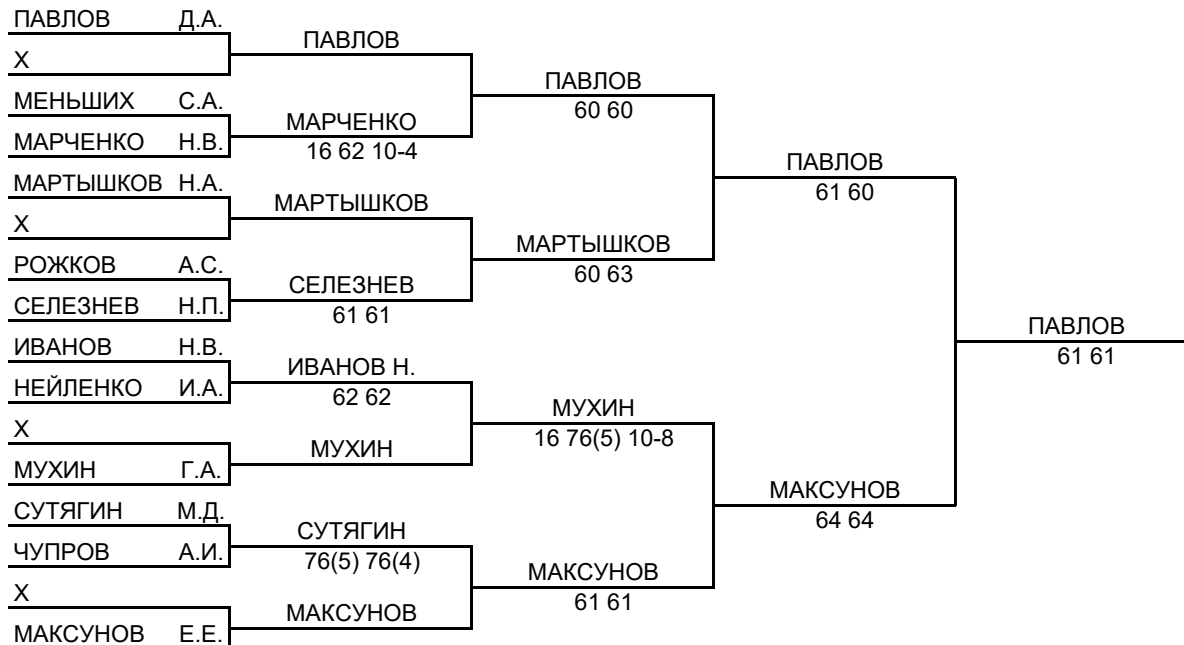 ПАВЛОВ Д.А.
Х
МЕНЬШИХ С.А.
МАРЧЕНКО Н.В.
МАРТЫШКОВ Н.А.
Х
РОЖКОВ А.С.
СЕЛЕЗНЕВ Н.П.
ИВАНОВ Н.В.
НЕЙЛЕНКО И.А.
Х
МУХИН Г.А.
СУТЯГИН М.Д.
ЧУПРОВ А.И.
Х
МАКСУНОВ Е.Е.
ПАВЛОВ
МАРЧЕНКО
16 62 10-4
МАРТЫШКОВ
СЕЛЕЗНЕВ
61 61
ИВАНОВ Н.
62 62
МУХИН
СУТЯГИН
76(5) 76(4)
МАКСУНОВ
ПАВЛОВ
60 60
МАРТЫШКОВ
60 63
МУХИН
16 76(5) 10-8
МАКСУНОВ
61 61
ПАВЛОВ
61 60
МАКСУНОВ
64 64
ПАВЛОВ
61 61